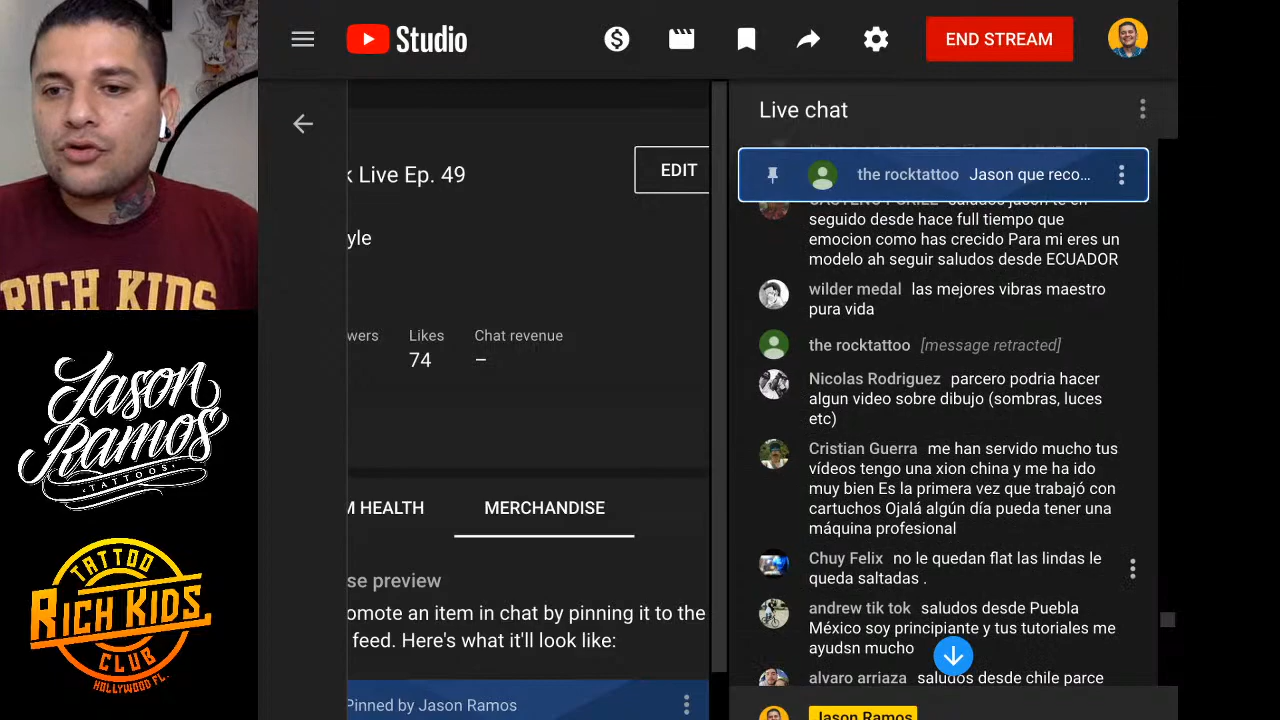 Studio
END STREAM
Live chat
k Live Ep. 49
EDIT
the rocktattoo Jason que reco...
seguido desde hace full tiempo que
emocion como has crecido Para mi eres un
modelo ah seguir saludos desde ECUADOR
yle
wilder medal las mejores vibras maestro
pura vida
wers
Likes
Chat revenue
74
–
the rocktattoo [message retracted]
Nicolas Rodriguez parcero podria hacer
algun video sobre dibujo (sombras, luces
etc)
Cristian Guerra me han servido mucho tus
vídeos tengo una xion china y me ha ido
muy bien Es la primera vez que trabajó con
cartuchos Ojalá algún día pueda tener una
máquina profesional
M HEALTH
MERCHANDISE
Chuy Felix no le quedan flat las lindas le
queda saltadas .
se preview
omote an item in chat by pinning it to the
feed. Here's what it'll look like:
andrew tik tok saludos desde Puebla
México soy principiante y tus tutoriales me
ayudsn mucho
alvaro arriaza saludos desde chile parce
Pinned by Jason Ramos
Jason Ramos
RICH KIDS
Jason
Ramos
TATTOOS
TATTOO
RICH KIDS
CLUB
HOLLYWOOD FL.